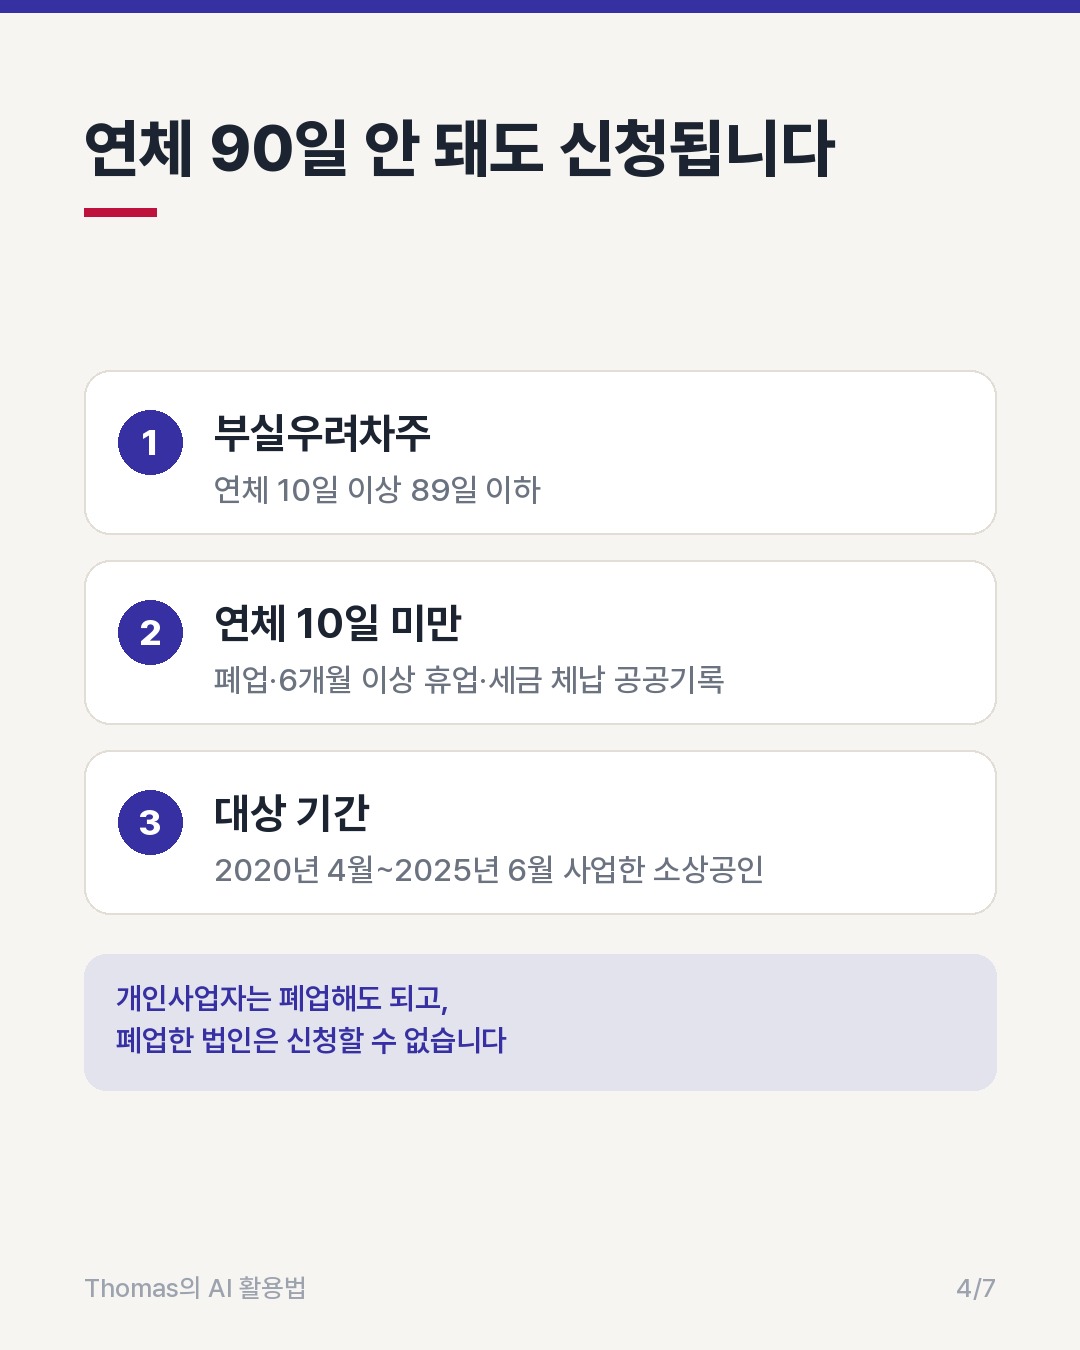 연체 90일 안 돼도 신청됩니다
1
부실우려차주
연체 10일 이상 89일 이하
2
연체 10일 미만
폐업·6개월 이상 휴업·세금 체납 공공기록
3
대상 기간
2020년 4월~2025년 6월 사업한 소상공인
개인사업자는 폐업해도 되고,
폐업한 법인은 신청할 수 없습니다
Thomas의 AI 활용법
4/7